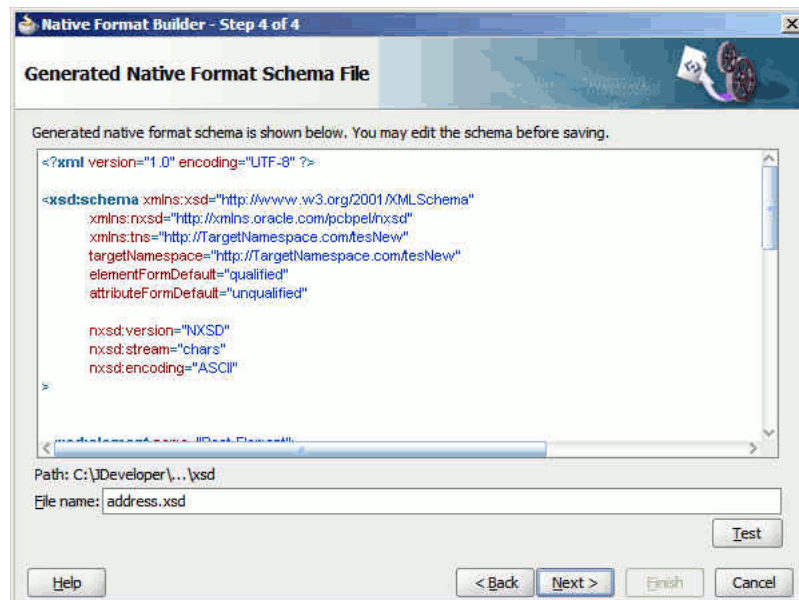 Native Format Builder - Step 4 of 4
Generated Native Format Schema File
Generated native format schema is shown below. You may edit the schema before saving.
<?xml version="1.0" encoding="UTF-8" ?>
<xsd:schema xmlns:xsd="http://www.w3.org/2001/XMLSchema"
xmlns:nxsd="http://xmlns.oracle.com/pcbpel/nxsd"
xmlns:tns="http://TargetNamespace.com/tesNew"
targetNamespace="http://TargetNamespace.com/tesNew"
elementFormDefault="qualified"
attributeFormDefault="unqualified"
nxsd:version="NXSD"
nxsd:stream="chars"
nxsd:encoding="ASCII"
>
Path: C:\JDeveloper\...\xsd
File name: address.xsd
Test
Help
< Back
Next >
Finish
Cancel